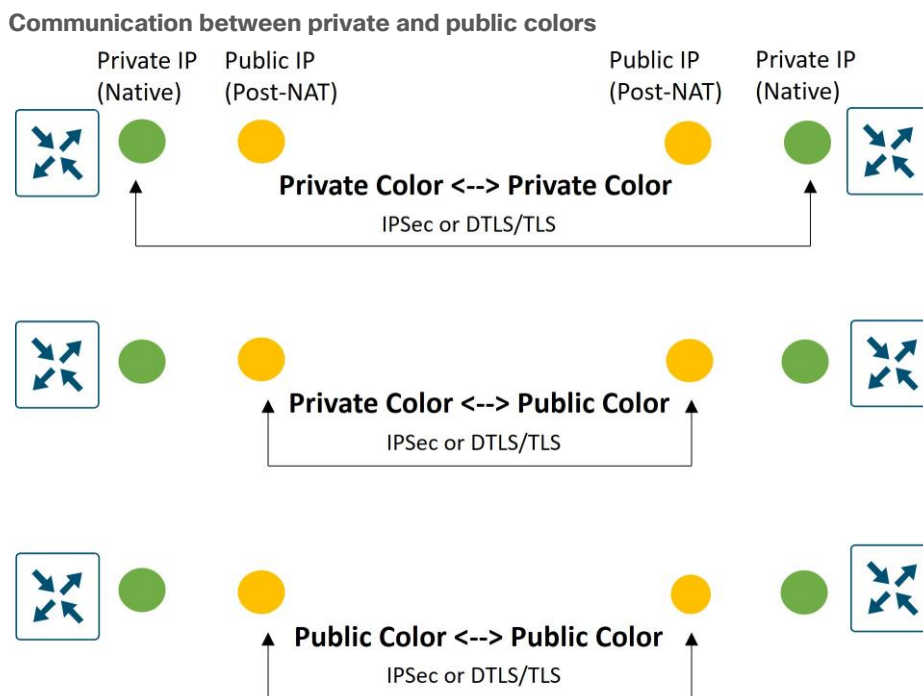 Communication between private and public colors
Private IP
(Native)
Public IP
(Post-NAT)
Public IP
(Post-NAT)
Private IP
(Native)
Private Color <--> Private Color
IPSec or DTLS/TLS
Private Color <--> Public Color
IPSec or DTLS/TLS
Public Color <--> Public Color
IPSec or DTLS/TLS